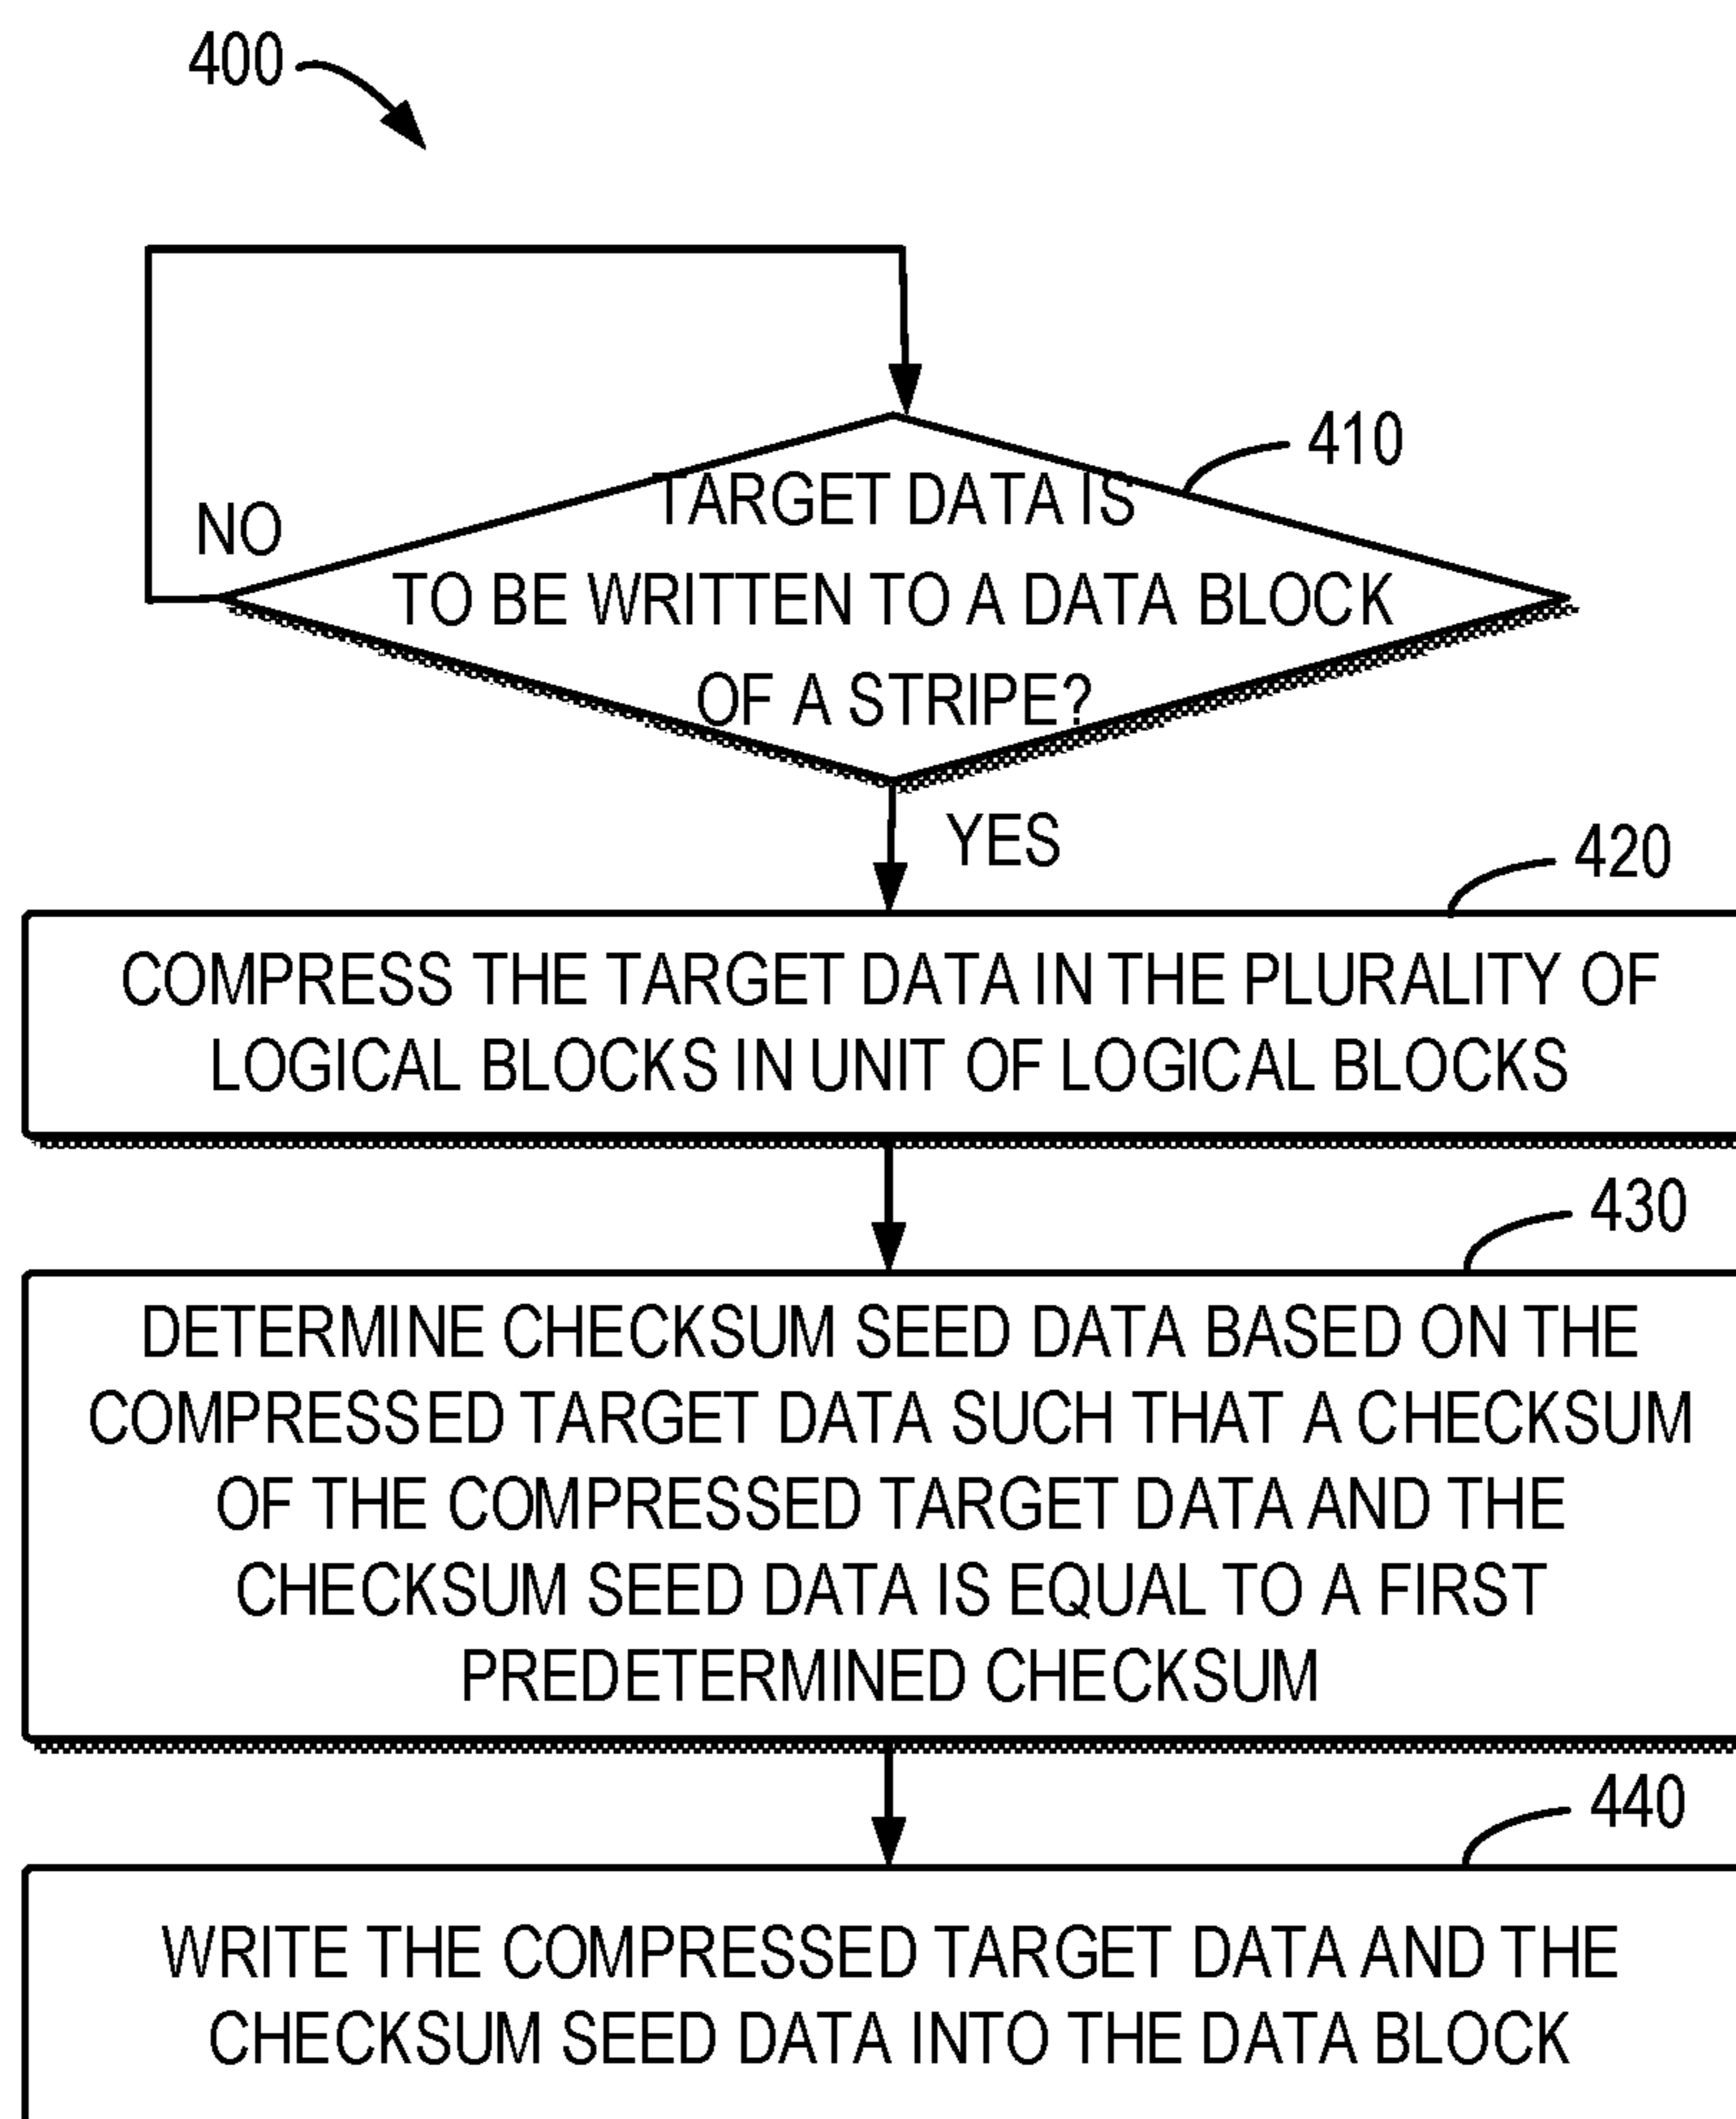 400
410
TARGET DATA IS
NO
TO BE WRITTEN TO A DATA BLOCK
OF A STRIPE?
YES
420
COMPRESS THE TARGET DATA IN THE PLURALITY OF
LOGICAL BLOCKS IN UNIT OF LOGICAL BLOCKS
430
DETERMINE CHECKSUM SEED DATA BASED ON THE
COMPRESSED TARGET DATA SUCH THAT A CHECKSUM
OF THE COMPRESSED TARGET DATA AND THE
CHECKSUM SEED DATA IS EQUAL TO A FIRST
PREDETERMINED CHECKSUM
440
WRITE THE COMPRESSED TARGET DATA AND THE
CHECKSUM SEED DATA INTO THE DATA BLOCK